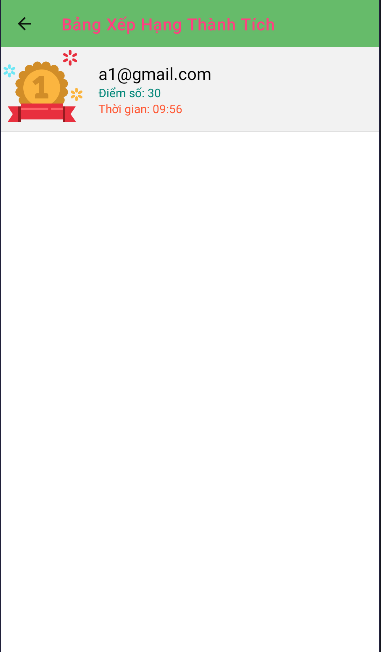 Bảng Xếp Hạng Thành Tích
1
a1@gmail.com
Điểm số: 30
Thời gian: 09:56